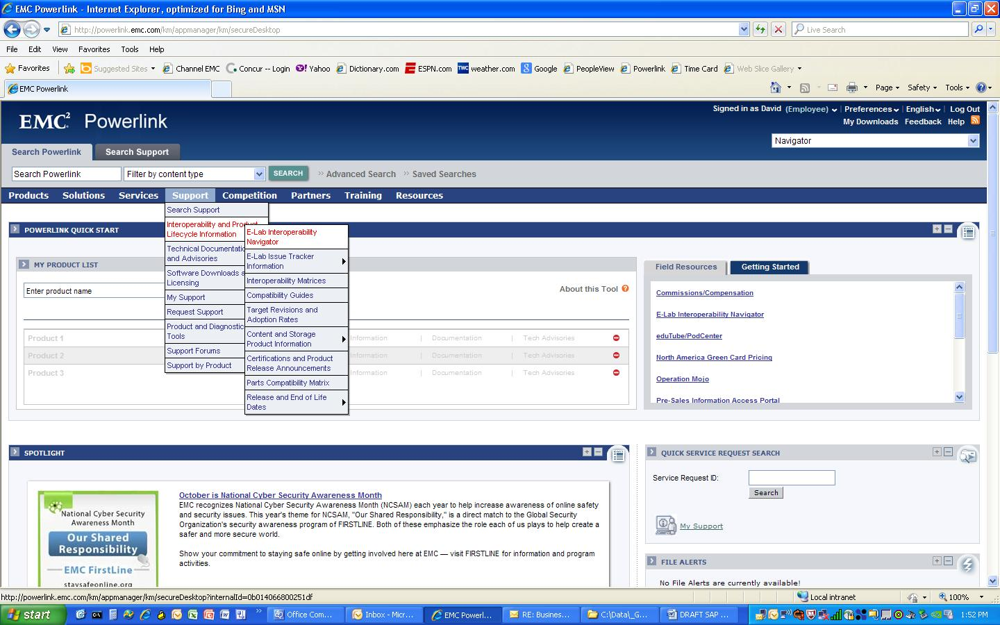 EMC Powerlink - Internet Explorer, optimized for Bing and MSN
http://powerlink.emc.com/km/appmanager/km/secureDesktop
Live Search
File Edit View Favorites Tools Help
Favorites Suggested Sites Channel EMC Concur -- Login Yahoo Dictionary.com ESPN.com weather.com Google PeopleView Powerlink Time Card Web Slice Gallery
EMC Powerlink
Page Safety Tools
EMC² Powerlink
Signed in as David (Employee) | Preferences | English | Log Out
My Downloads Feedback Help
Navigator
Search Powerlink Search Support
Search Powerlink Filter by content type SEARCH » Advanced Search » Saved Searches
Products Solutions Services Support Competition Partners Training Resources
Search Support
Interoperability and Product
Lifecycle Information
Technical Documentatio
and Advisories
Software Downloads a
Licensing
My Support
Request Support
Product and Diagnostic
Tools
Support Forums
Support by Product
E-Lab Interoperability
Navigator
E-Lab Issue Tracker
Information
Interoperability Matrices
Compatibility Guides
Target Revisions and
Adoption Rates
Content and Storage
Product Information
Certifications and Product
Release Announcements
Parts Compatibility Matrix
Release and End of Life
Dates
POWERLINK QUICK START
MY PRODUCT LIST
Enter product name
About this Tool
Product 1 Information | Documentation | Tech Advisories
Product 2 Information | Documentation | Tech Advisories
Product 3 Information | Documentation | Tech Advisories
Field Resources Getting Started
Commissions/Compensation
E-Lab Interoperability Navigator
eduTube/PodCenter
North America Green Card Pricing
Operation Mojo
Pre-Sales Information Access Portal
SPOTLIGHT
National Cyber Security
Awareness Month
Our Shared
Responsibility
EMC FirstLine
staysafeonline.org
October is National Cyber Security Awareness Month
EMC recognizes National Cyber Security Awareness Month (NCSAM) each year to help increase awareness of online safety
and security issues. This year's theme for NCSAM, "Our Shared Responsibility," is a direct match to the Global Security
Organization's security awareness program of FIRSTLINE. Both of these emphasize the role each of us plays to help create a
safer and more secure world.
Show your commitment to staying safe online by getting involved here at EMC — visit FIRSTLINE for information and program
activities.
QUICK SERVICE REQUEST SEARCH
Service Request ID:
Search
My Support
FILE ALERTS
No File Alerts are currently available!
http://powerlink.emc.com/km/appmanager/km/secureDesktop?internalId=0b014066800251df
Local intranet
100%
start
Office Com...
Inbox - Micr...
EMC Powerl...
RE: Business...
C:\Data\_G...
DRAFT SAP ...
1:52 PM